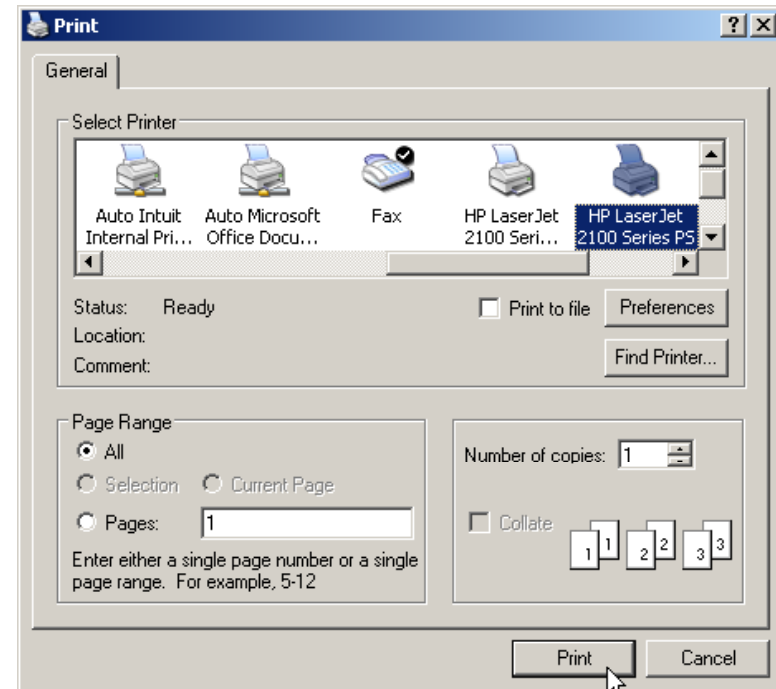 Print
General
Select Printer
Auto Intuit
Internal Pri...
Auto Microsoft
Office Docu...
Fax
HP LaserJet
2100 Seri...
HP LaserJet
2100 Series PS
Status: Ready
Print to file
Preferences
Location:
Comment:
Find Printer...
Page Range
All
Selection
Current Page
Pages: 1
Enter either a single page number or a single
page range. For example, 5-12
Number of copies: 1
Collate
1 1 2 2 3 3
Print
Cancel